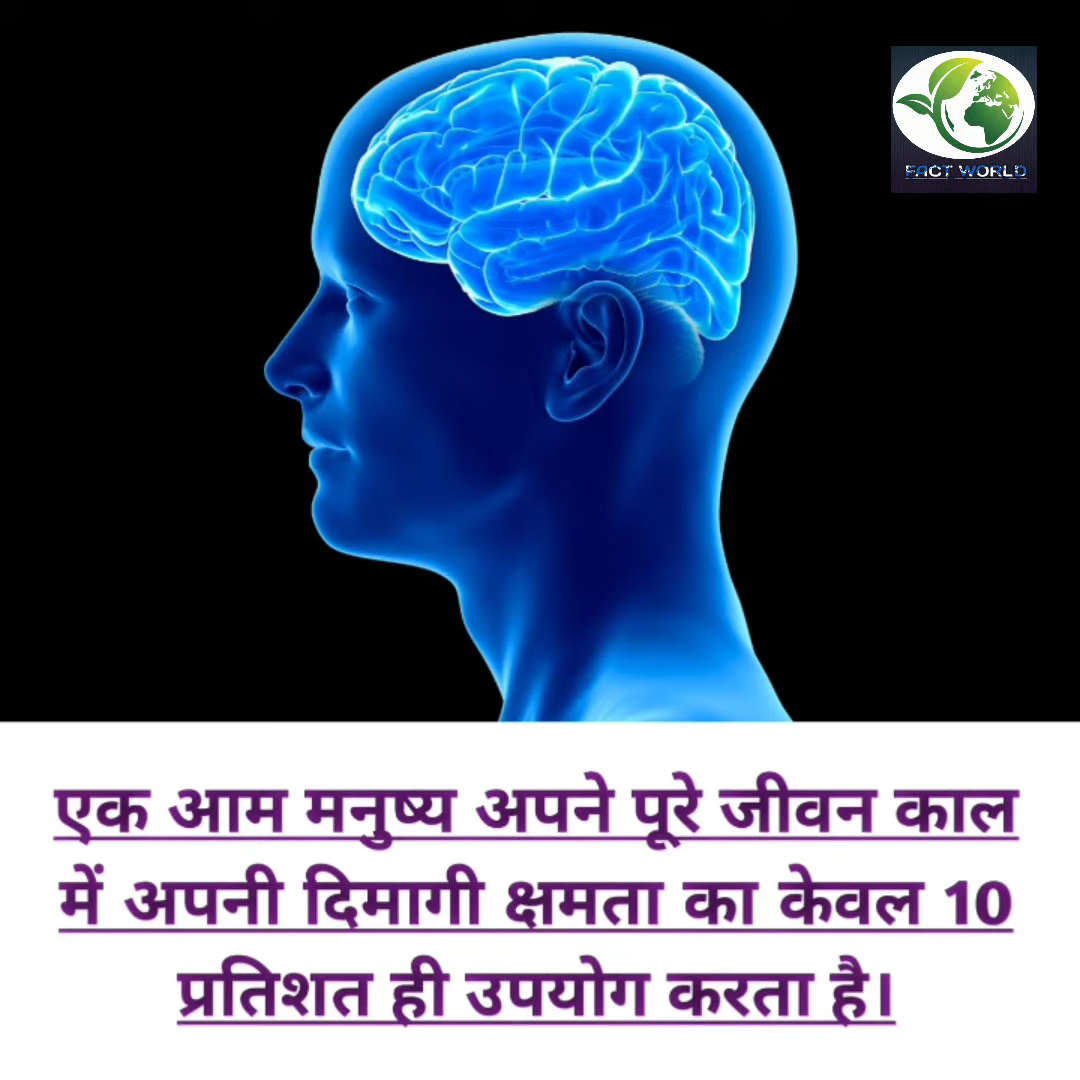 FACT WORLD
एक आम मनुष्य अपने पूरे जीवन काल
में अपनी दिमागी क्षमता का केवल 10
प्रतिशत ही उपयोग करता है।